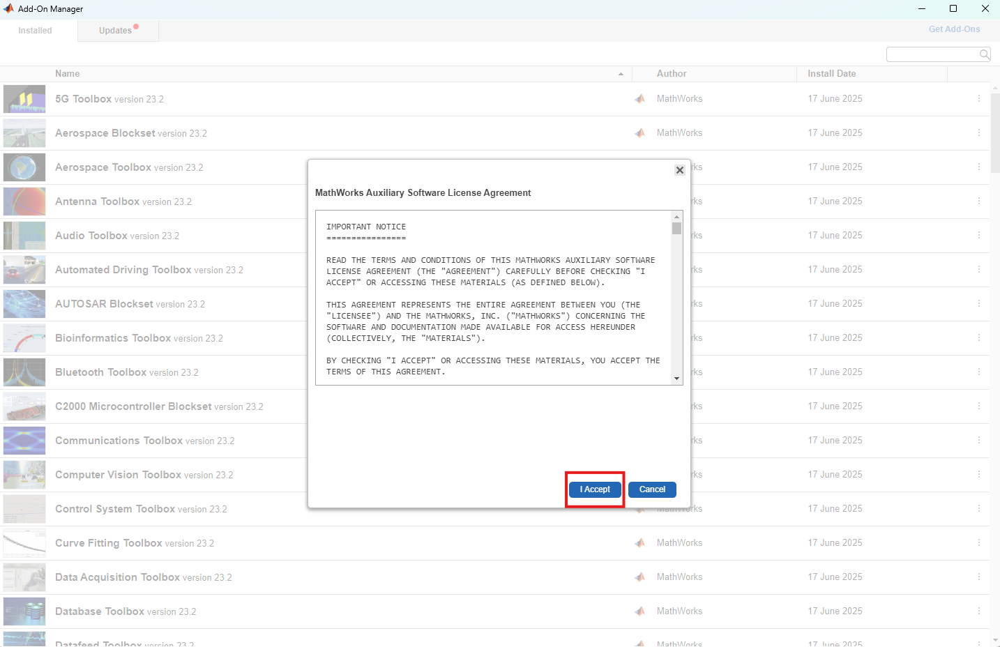 Add-On Manager
Installed
Updates
Get Add-Ons
Name
Author
Install Date
5G Toolbox version 23.2
MathWorks
17 June 2025
Aerospace Blockset version 23.2
MathWorks
17 June 2025
Aerospace Toolbox version 23.2
rks
17 June 2025
Antenna Toolbox version 23.2
rks
17 June 2025
Audio Toolbox version 23.2
rks
17 June 2025
Automated Driving Toolbox version 23.2
rks
17 June 2025
AUTOSAR Blockset version 23.2
rks
17 June 2025
Bioinformatics Toolbox version 23.2
rks
17 June 2025
Bluetooth Toolbox version 23.2
rks
17 June 2025
C2000 Microcontroller Blockset version 23.2
rks
17 June 2025
Communications Toolbox version 23.2
rks
17 June 2025
Computer Vision Toolbox version 23.2
rks
17 June 2025
Control System Toolbox version 23.2
MathWorks
17 June 2025
Curve Fitting Toolbox version 23.2
MathWorks
17 June 2025
Data Acquisition Toolbox version 23.2
MathWorks
17 June 2025
Database Toolbox version 23.2
MathWorks
17 June 2025
Datafeed Toolbox version 23.2
MathWorks
17 June 2025
MathWorks Auxiliary Software License Agreement
IMPORTANT NOTICE
================
READ THE TERMS AND CONDITIONS OF THIS MATHWORKS AUXILIARY SOFTWARE
LICENSE AGREEMENT (THE "AGREEMENT") CAREFULLY BEFORE CHECKING "I
ACCEPT" OR ACCESSING THESE MATERIALS (AS DEFINED BELOW).
THIS AGREEMENT REPRESENTS THE ENTIRE AGREEMENT BETWEEN YOU (THE
"LICENSEE") AND THE MATHWORKS, INC. ("MATHWORKS") CONCERNING THE
SOFTWARE AND DOCUMENTATION MADE AVAILABLE FOR ACCESS HEREUNDER
(COLLECTIVELY, THE "MATERIALS").
BY CHECKING "I ACCEPT" OR ACCESSING THESE MATERIALS, YOU ACCEPT THE
TERMS OF THIS AGREEMENT.
I Accept
Cancel